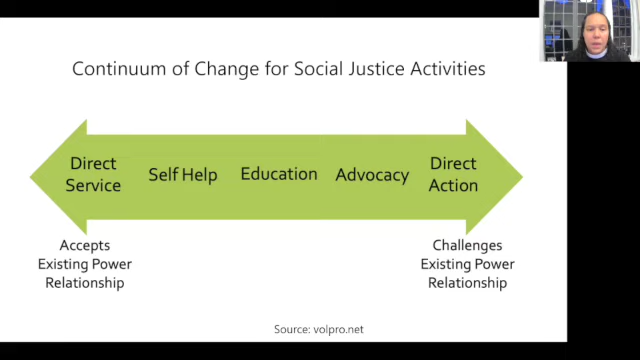 Continuum of Change for Social Justice Activities
Direct
Service
Self Help
Education
Advocacy
Direct
Action
Accepts
Existing Power
Relationship
Challenges
Existing Power
Relationship
Source: volpro.net